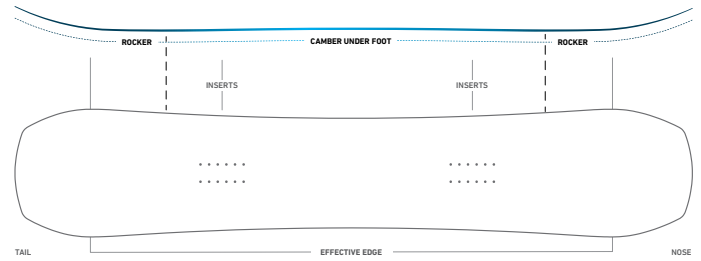 ROCKER CAMBER UNDER FOOT ROCKER
INSERTS INSERTS
TAIL EFFECTIVE EDGE NOSE